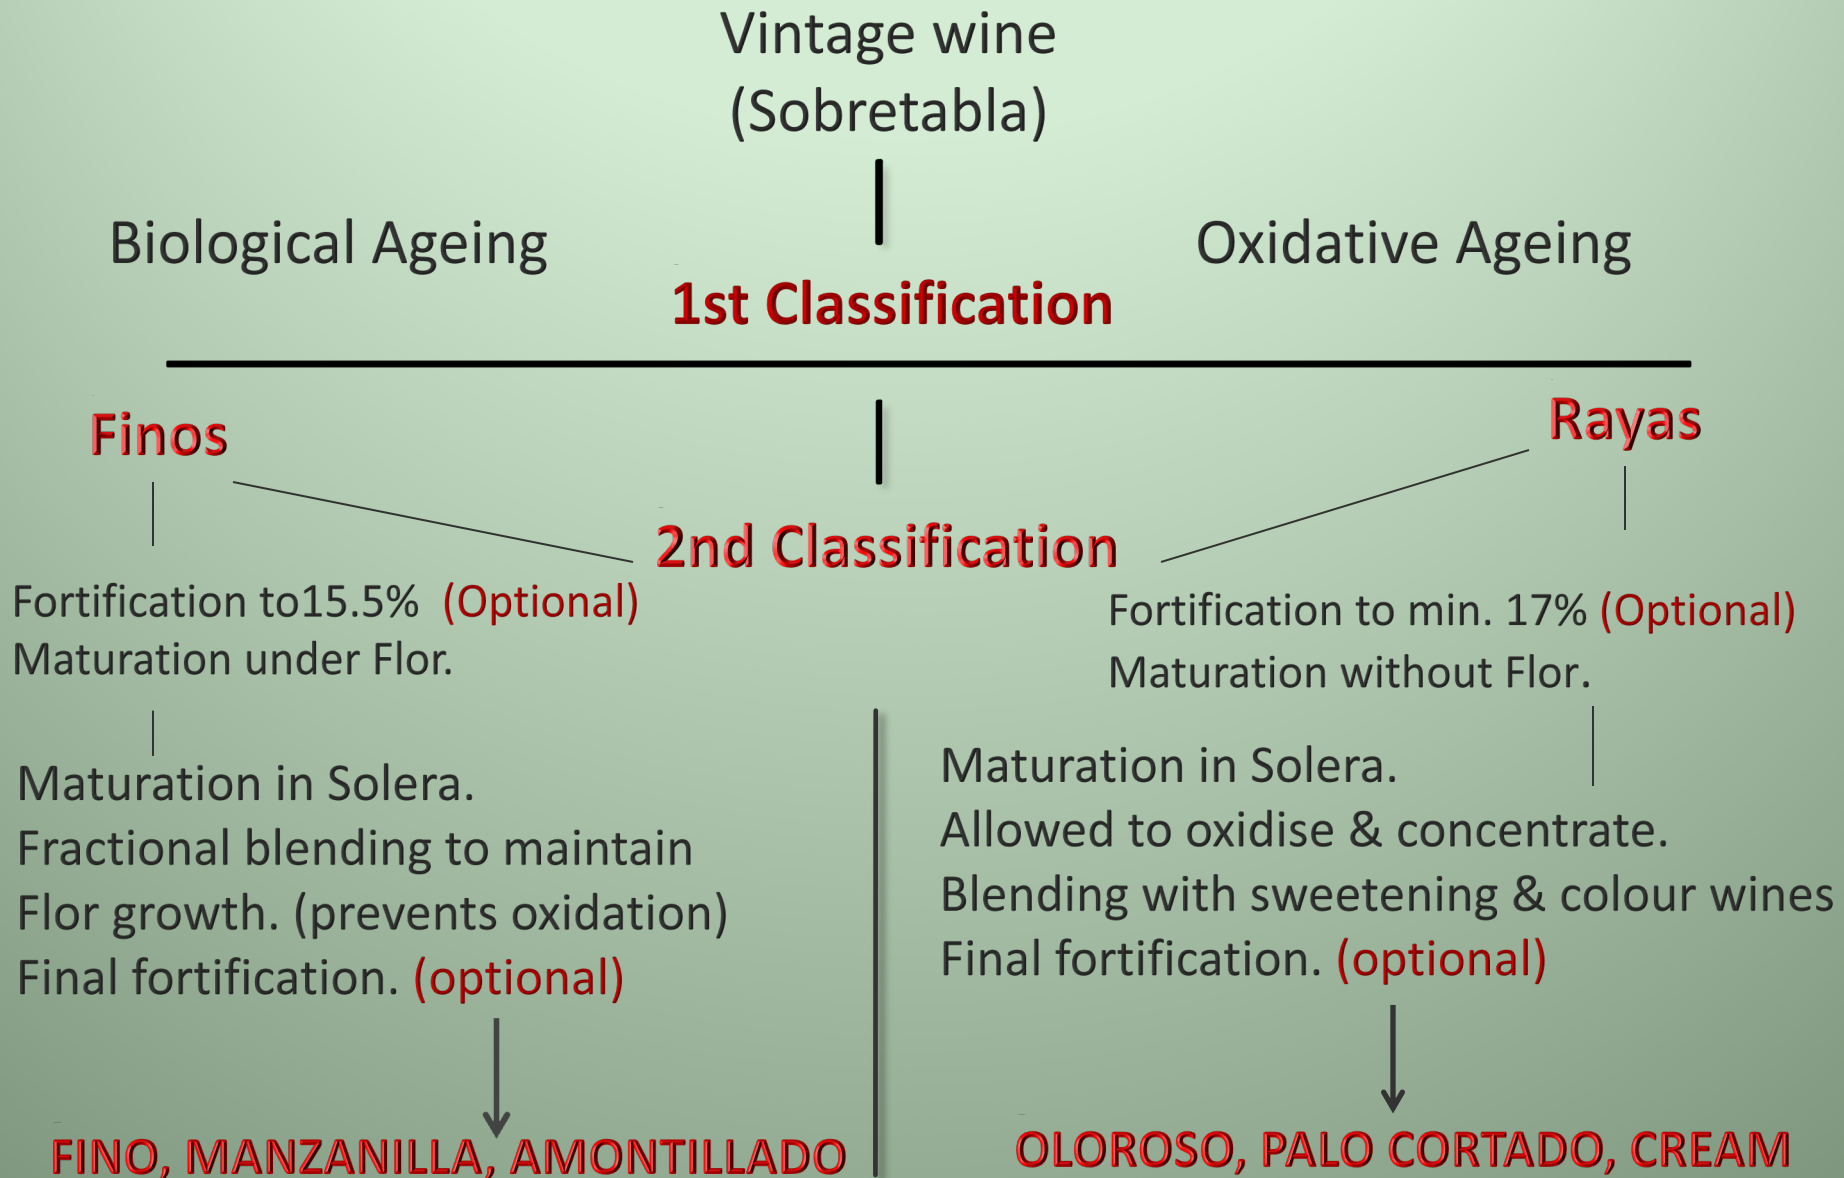 Vintage wine
(Sobretabla)
Biological Ageing
Oxidative Ageing
1st Classification
Finos
Rayas
2nd Classification
Fortification to15.5% (Optional)
Maturation under Flor.
Fortification to min. 17% (Optional)
Maturation without Flor.
Maturation in Solera.
Fractional blending to maintain
Flor growth. (prevents oxidation)
Final fortification. (optional)
Maturation in Solera.
Allowed to oxidise & concentrate.
Blending with sweetening & colour wines
Final fortification. (optional)
FINO, MANZANILLA, AMONTILLADO
OLOROSO, PALO CORTADO, CREAM